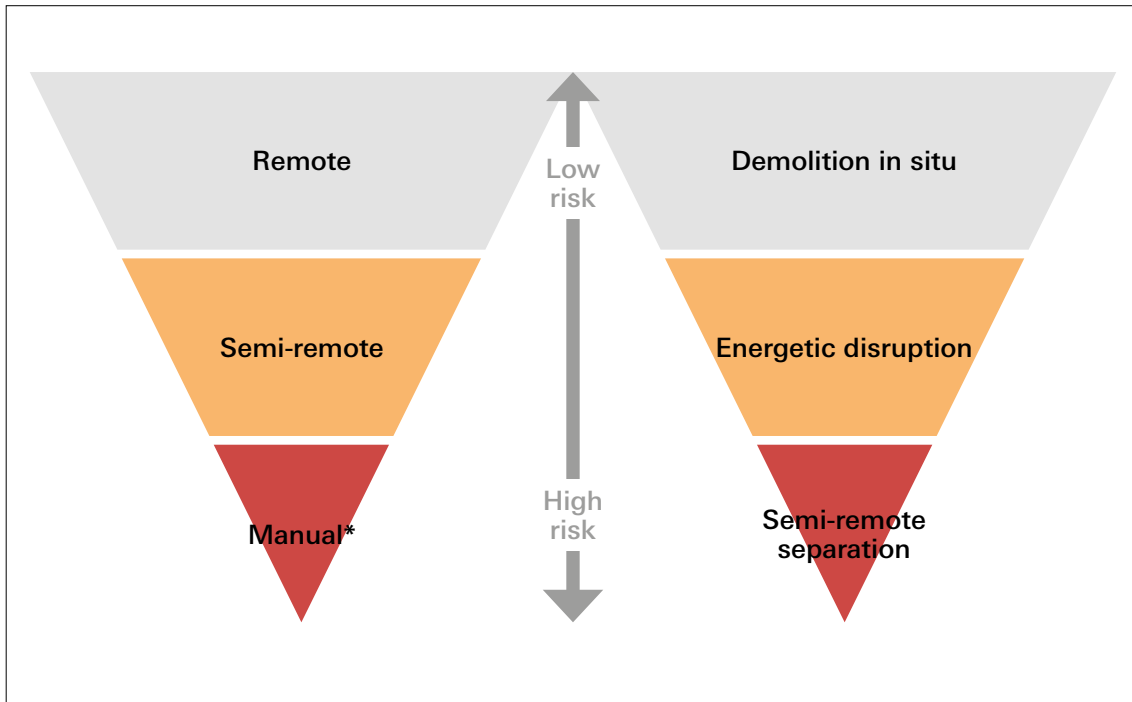 Remote
Low
risk
Demolition in situ
Semi-remote
Energetic disruption
Manual*
High
risk
Semi-remote
separation